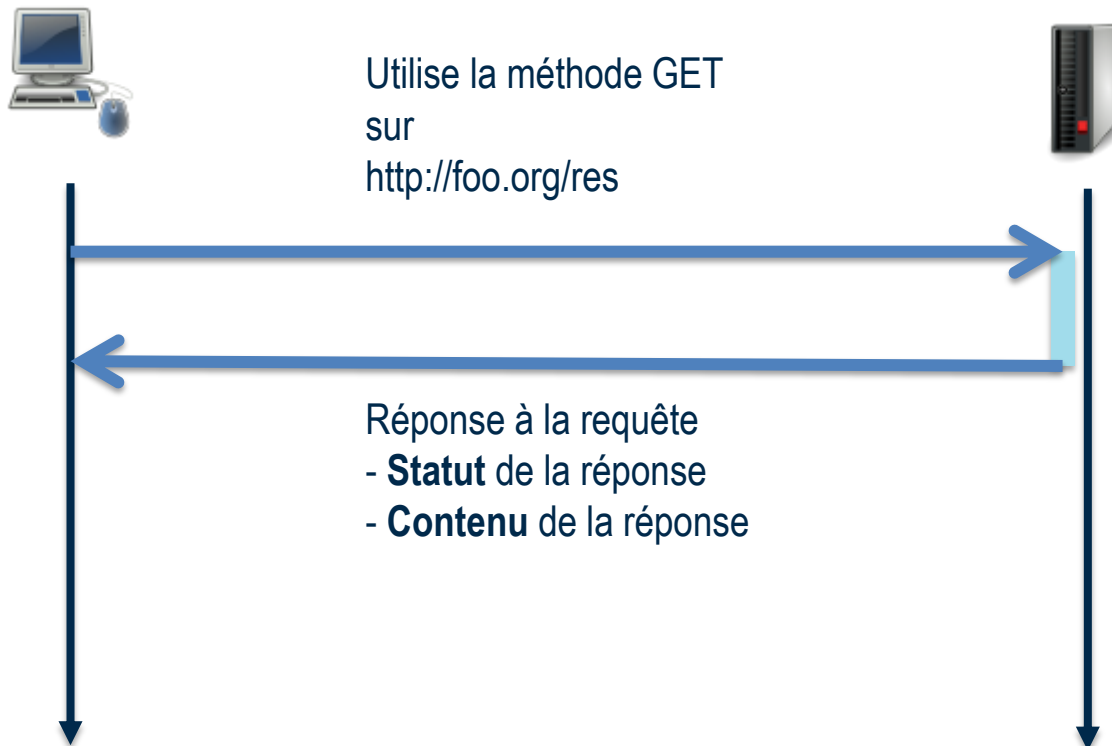 Utilise la méthode GET
sur
http://foo.org/res
Réponse à la requête
- Statut de la réponse
- Contenu de la réponse